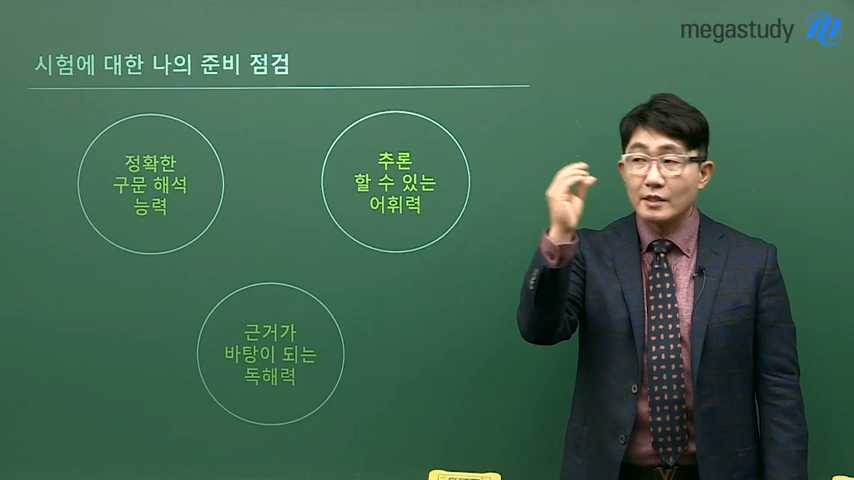 megastudy
시험에 대한 나의 준비 점검
정확한
구문 해석
능력
추론
할 수 있는
어휘력
근거가
바탕이 되는
독해력